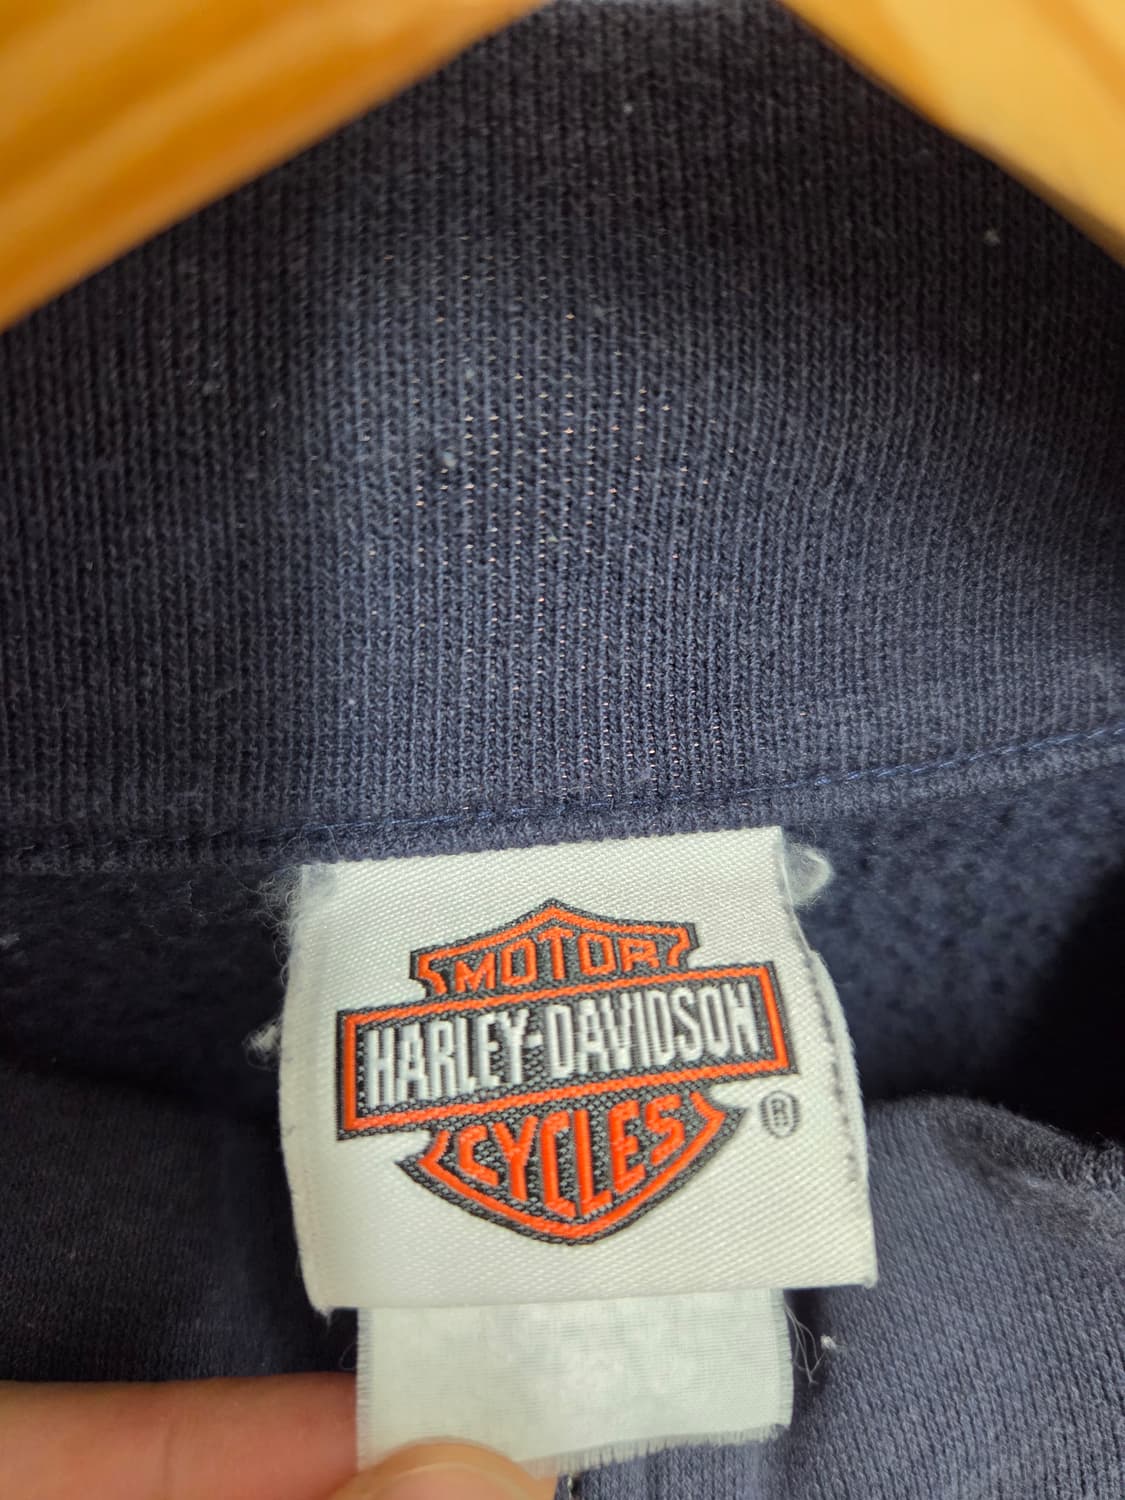 MOTOR
HARLEY-DAVIDSON
CYCLES
®